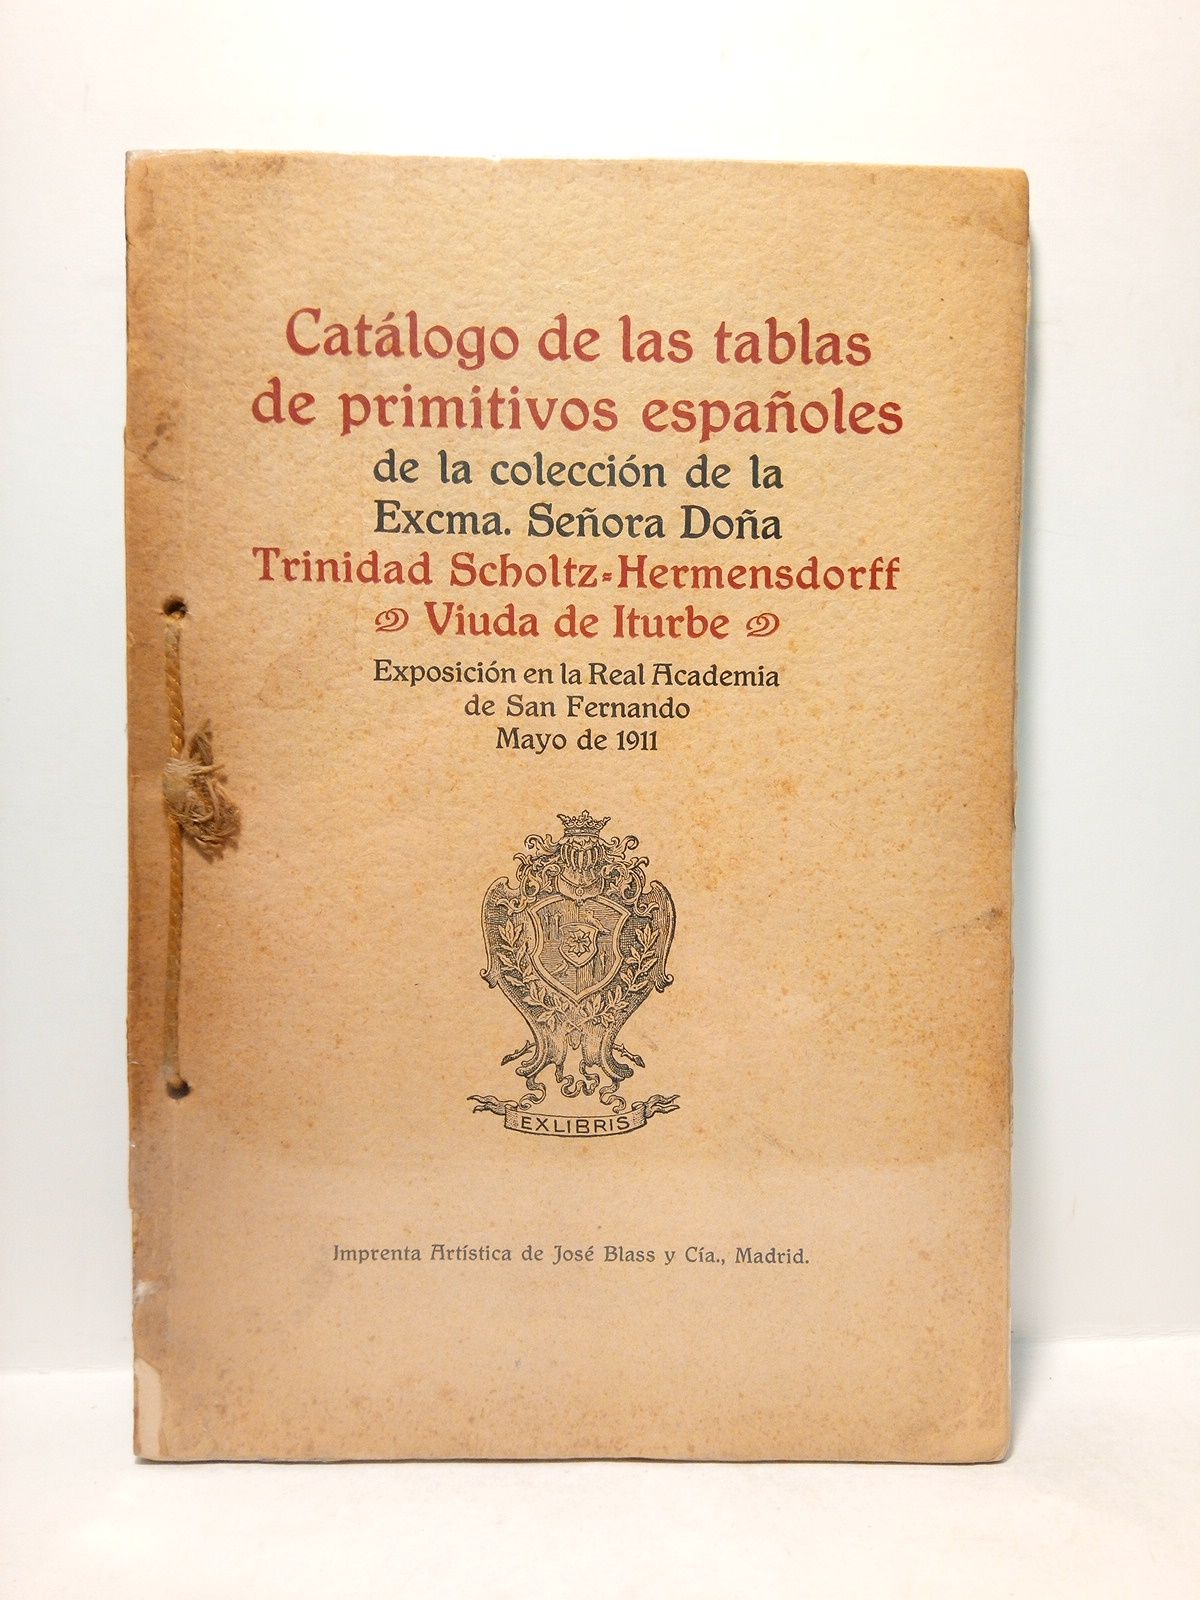 Catálogo de las tablas
de primitivos españoles
de la colección de la
Excma. Señora Doña
Trinidad Scholtz-Hermensdorff
Viuda de Iturbe
Exposición en la Real Academia
de San Fernando
Mayo de 1911
EXLIBRIS
Imprenta Artística de José Blass y Cía., Madrid.